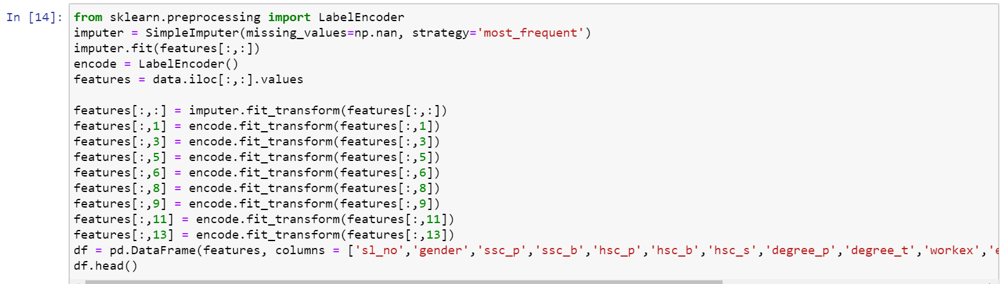 In [14]: from sklearn.preprocessing import LabelEncoder
imputer = SimpleImputer(missing_values=np.nan, strategy='most_frequent')
imputer.fit(features[:,:])
encode = LabelEncoder()
features = data.iloc[:,:].values
features[:,:] = imputer.fit_transform(features[:,:])
features[:,1] = encode.fit_transform(features[:,1])
features[:,3] = encode.fit_transform(features[:,3])
features[:,5] = encode.fit_transform(features[:,5])
features[:,6] = encode.fit_transform(features[:,6])
features[:,8] = encode.fit_transform(features[:,8])
features[:,9] = encode.fit_transform(features[:,9])
features[:,11] = encode.fit_transform(features[:,11])
features[:,13] = encode.fit_transform(features[:,13])
df = pd.DataFrame(features, columns = ['sl_no','gender','ssc_p','ssc_b','hsc_p','hsc_b','hsc_s','degree_p','degree_t','workex',
df.head()